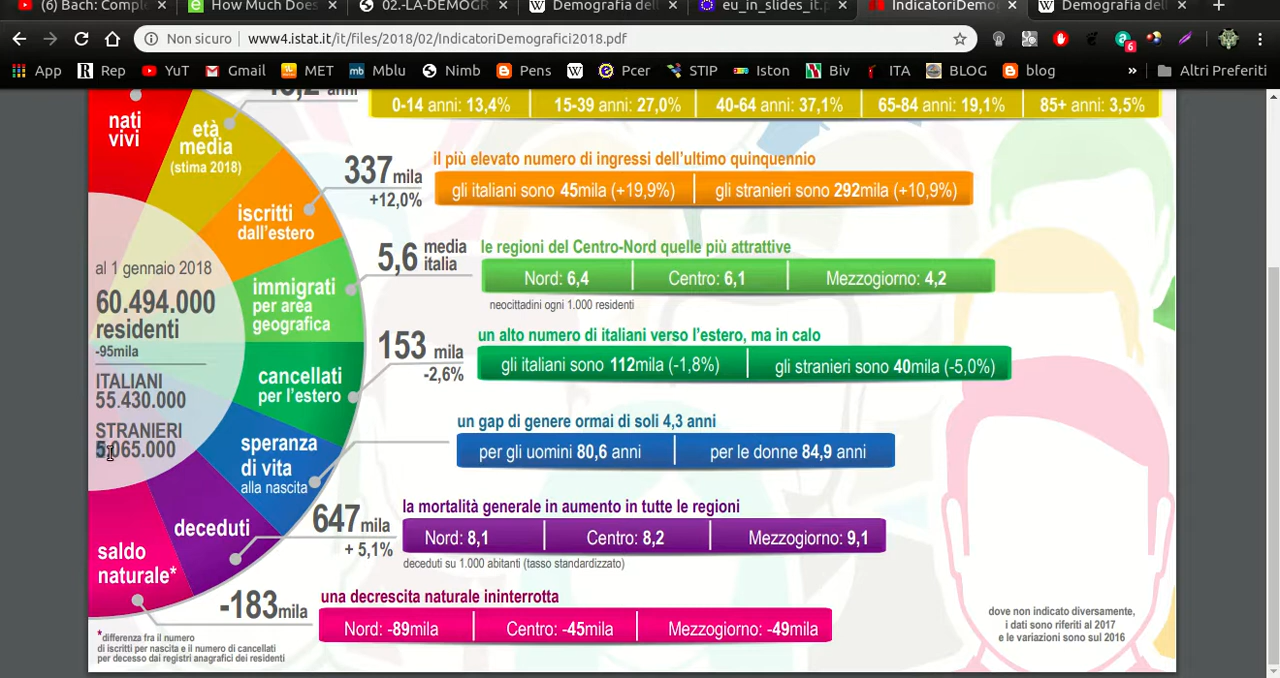 (6) Bach: Comple
How Much Does
02.-LA-DEMOGR
Demografia dell
eu_in_slides_it.p
IndicatoriDemo
Demografia dell
Non sicuro
www4.istat.it/it/files/2018/02/IndicatoriDemografici2018.pdf
6
App
Rep
YuT
Gmail
MET
Mblu
Nimb
Pens
Pcer
STIP
Iston
Biv
ITA
BLOG
blog
»
Altri Preferiti
nati
vivi
età
media
(stima 2018)
anni
0-14 anni: 13,4%
15-39 anni: 27,0%
40-64 anni: 37,1%
65-84 anni: 19,1%
85+ anni: 3,5%
iscritti
dall'estero
337 mila
+12,0%
il più elevato numero di ingressi dell'ultimo quinquennio
gli italiani sono 45mila (+19,9%)
gli stranieri sono 292mila (+10,9%)
immigrati
per area
geografica
5,6 media
italia
le regioni del Centro-Nord quelle più attrattive
Nord: 6,4
Centro: 6,1
Mezzogiorno: 4,2
neocittadini ogni 1.000 residenti
al 1 gennaio 2018
60.494.000
residenti
-95mila
ITALIANI
55.430.000
STRANIERI
5.065.000
cancellati
per l'estero
153 mila
-2,6%
un alto numero di italiani verso l'estero, ma in calo
gli italiani sono 112mila (-1,8%)
gli stranieri sono 40mila (-5,0%)
speranza
di vita
alla nascita
un gap di genere ormai di soli 4,3 anni
per gli uomini 80,6 anni
per le donne 84,9 anni
deceduti
647 mila
+ 5,1%
la mortalità generale in aumento in tutte le regioni
Nord: 8,1
Centro: 8,2
Mezzogiorno: 9,1
deceduti su 1.000 abitanti (tasso standardizzato)
saldo
naturale*
-183mila
una decrescita naturale ininterrotta
Nord: -89mila
Centro: -45mila
Mezzogiorno: -49mila
*differenza fra il numero
di iscritti per nascita e il numero di cancellati
per decesso dai registri anagrafici dei residenti
dove non indicato diversamente,
i dati sono riferiti al 2017
e le variazioni sono sul 2016